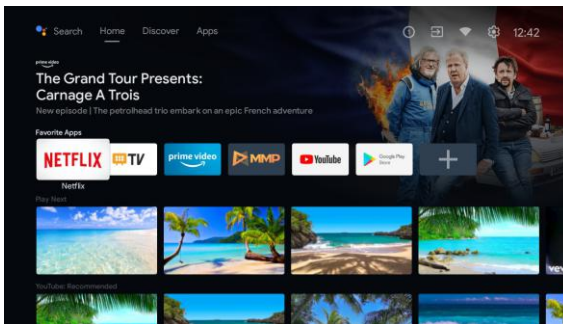 Search Home Discover Apps 12:42
prime video
The Grand Tour Presents:
Carnage A Trois
New episode | The petrolhead trio embark on an epic French adventure
Favorite Apps
NETFLIX TV prime video MMP YouTube Google Play Store
Netflix
Play Next
YouTube: Recommended